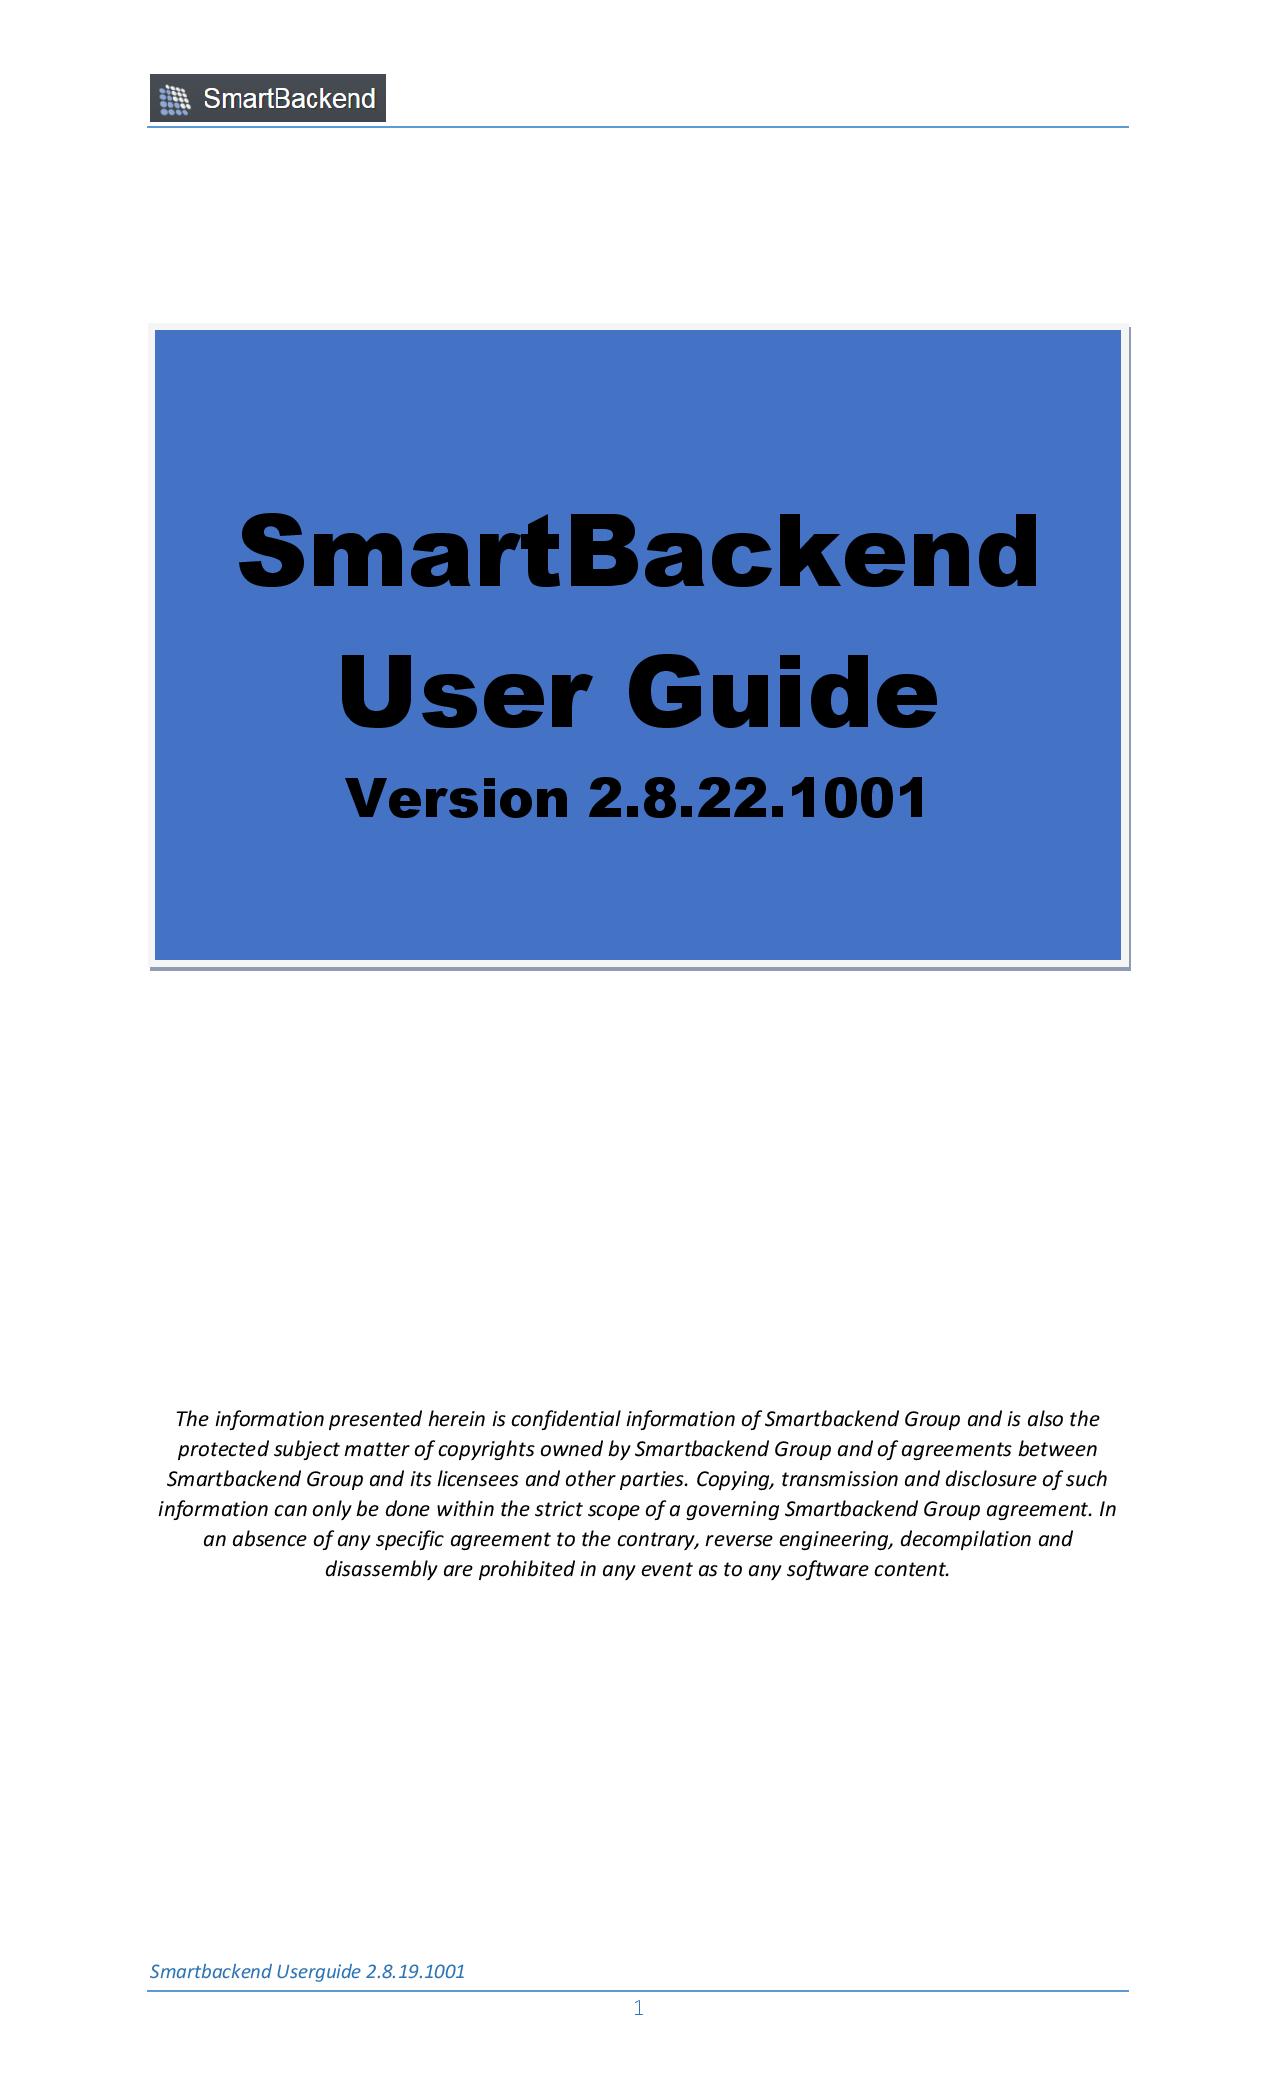 SmartBackend
SmartBackend
User Guide
Version 2.8.22.1001
The information presented herein is confidential information of Smartbackend Group and is also the
protected subject matter of copyrights owned by Smartbackend Group and of agreements between
Smartbackend Group and its licensees and other parties. Copying, transmission and disclosure of such
information can only be done within the strict scope of a governing Smartbackend Group agreement. In
an absence of any specific agreement to the contrary, reverse engineering, decompilation and
disassembly are prohibited in any event as to any software content.
Smartbackend Userguide 2.8.19.1001
1